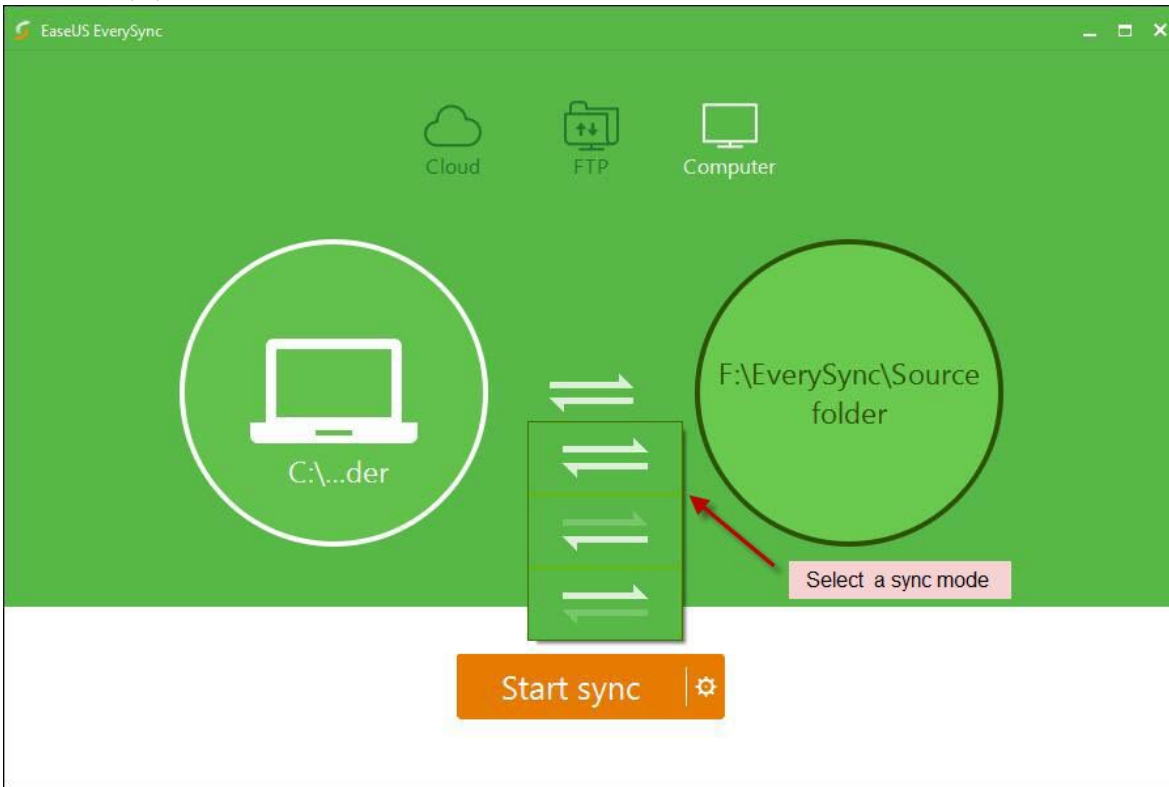 EaseUS EverySync
Cloud
FTP
Computer
C:\...der
F:\EverySync\Source
folder
Select a sync mode
Start sync